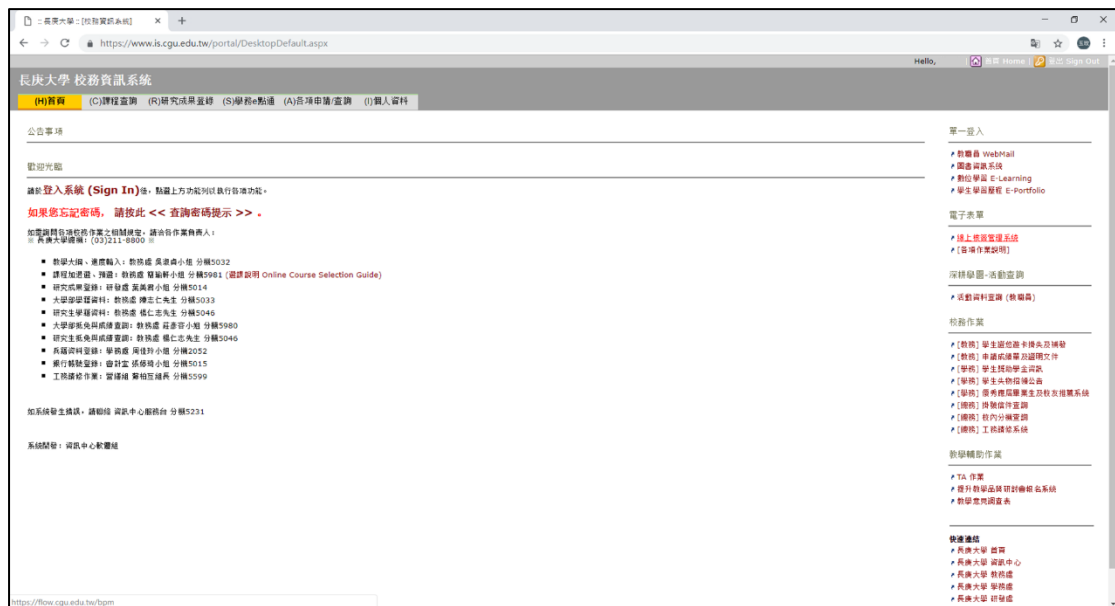 ::長庚大學::[校務資訊系統]
https://www.is.cgu.edu.tw/portal/DesktopDefault.aspx
Hello,
首頁 Home | 登出 Sign Out
長庚大學 校務資訊系統
(H)首頁 (C)課程查詢 (R)研究成果登錄 (S)學務e點通 (A)各項申請/查詢 (I)個人資料
公告事項
歡迎光臨
請於登入系統 (Sign In)後，點選上方功能列以執行各項功能。
如果您忘記密碼， 請按此 << 查詢密碼提示 >> 。
如需詢問各項校務作業之相關規定，請洽各作業負責人：
※ 長庚大學總機：(03)211-8800 ※
教學大綱、進度輸入：教務處 吳淑貞小姐 分機5032
課程加退選、預選：教務處 簡毓軒小姐 分機5981 (選課說明 Online Course Selection Guide)
研究成果登錄：研發處 葉美君小姐 分機5014
大學部學籍資料：教務處 陳志仁先生 分機5033
研究生學籍資料：教務處 楊仁志先生 分機5046
大學部抵免與成績查詢：教務處 莊彥容小姐 分機5980
研究生抵免與成績查詢：教務處 楊仁志先生 分機5046
兵籍資料登錄：學務處 周佳玲小姐 分機2052
銀行帳號登錄：會計室 張傳琦小姐 分機5015
工務請修作業：營繕組 鄭柏互組長 分機5599
如系統發生錯誤，請聯絡 資訊中心服務台 分機5231
系統開發：資訊中心軟體組
單一登入
教職員 WebMail
圖書資訊系統
數位學習 E-Learning
學生學習歷程 E-Portfolio
電子表單
線上核簽管理系統
[各項作業說明]
深耕學園-活動查詢
活動資料查詢 (教職員)
校務作業
[教務] 學生證悠遊卡掛失及補發
[教務] 申請成績單及證明文件
[學務] 學生獎助學金資訊
[學務] 學生失物招領公告
[學務] 優秀應屆畢業生及校友推薦系統
[總務] 掛號信件查詢
[總務] 校內分機查詢
[總務] 工務請修系統
教學輔助作業
TA 作業
提升教學品質研討會報名系統
教學意見調查表
快速連結
長庚大學 首頁
長庚大學 資訊中心
長庚大學 教務處
長庚大學 學務處
長庚大學 研發處
https://flow.cgu.edu.tw/bpm